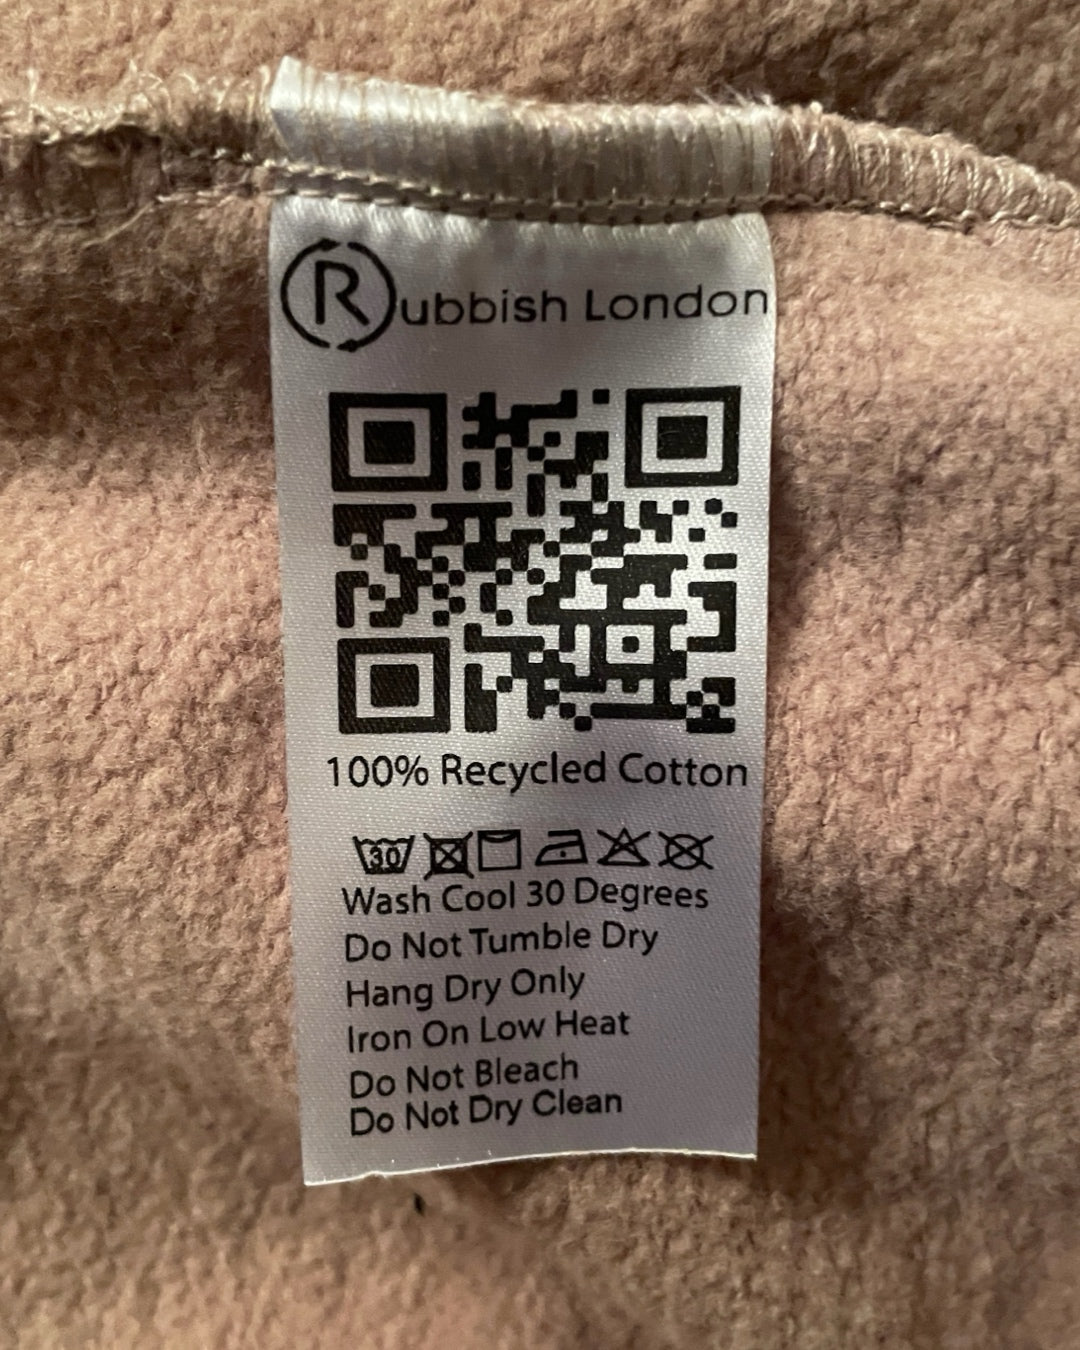 Rubbish London
100% Recycled Cotton
30
Wash Cool 30 Degrees
Do Not Tumble Dry
Hang Dry Only
Iron On Low Heat
Do Not Bleach
Do Not Dry Clean